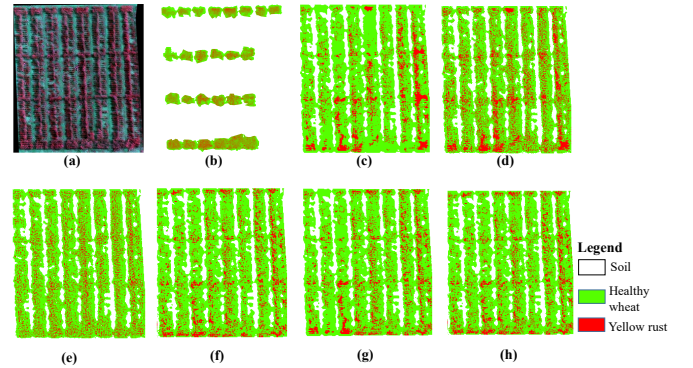 (a)
(b)
(c)
(d)
Legend
Soil
Healthy
wheat
Yellow rust
(e)
(f)
(g)
(h)